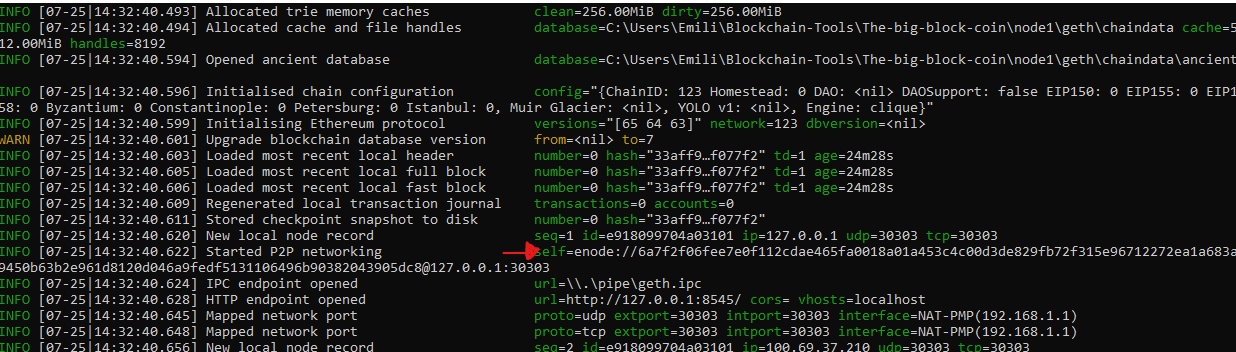 INFO [07-25|14:32:40.493] Allocated trie memory caches clean=256.00MiB dirty=256.00MiB
INFO [07-25|14:32:40.494] Allocated cache and file handles database=C:\Users\Emili\Blockchain-Tools\The-big-block-coin\node1\geth\chaindata cache=5
12.00MiB handles=8192
INFO [07-25|14:32:40.594] Opened ancient database database=C:\Users\Emili\Blockchain-Tools\The-big-block-coin\node1\geth\chaindata\ancient
INFO [07-25|14:32:40.596] Initialised chain configuration config="{ChainID: 123 Homestead: 0 DAO: <nil> DAOSupport: false EIP150: 0 EIP155: 0 EIP1
58: 0 Byzantium: 0 Constantinople: 0 Petersburg: 0 Istanbul: 0, Muir Glacier: <nil>, YOLO v1: <nil>, Engine: clique}"
INFO [07-25|14:32:40.599] Initialising Ethereum protocol versions="[65 64 63]" network=123 dbversion=<nil>
WARN [07-25|14:32:40.601] Upgrade blockchain database version from=<nil> to=7
INFO [07-25|14:32:40.603] Loaded most recent local header number=0 hash="33aff9…f077f2" td=1 age=24m28s
INFO [07-25|14:32:40.605] Loaded most recent local full block number=0 hash="33aff9…f077f2" td=1 age=24m28s
INFO [07-25|14:32:40.606] Loaded most recent local fast block number=0 hash="33aff9…f077f2" td=1 age=24m28s
INFO [07-25|14:32:40.609] Regenerated local transaction journal transactions=0 accounts=0
INFO [07-25|14:32:40.611] Stored checkpoint snapshot to disk number=0 hash="33aff9…f077f2"
INFO [07-25|14:32:40.620] New local node record seq=1 id=e918099704a03101 ip=127.0.0.1 udp=30303 tcp=30303
INFO [07-25|14:32:40.622] Started P2P networking self=enode://6a7f2f06fee7e0f112cdae465fa0018a01a453c4c00d3de829fb72f315e96712272ea1a683a
9450b63b2e961d8120d046a9fedf5131106496b90382043905dc8@127.0.0.1:30303
INFO [07-25|14:32:40.624] IPC endpoint opened url=\\.\pipe\geth.ipc
INFO [07-25|14:32:40.628] HTTP endpoint opened url=http://127.0.0.1:8545/ cors= vhosts=localhost
INFO [07-25|14:32:40.645] Mapped network port proto=udp extport=30303 intport=30303 interface=NAT-PMP(192.168.1.1)
INFO [07-25|14:32:40.648] Mapped network port proto=tcp extport=30303 intport=30303 interface=NAT-PMP(192.168.1.1)
INFO [07-25|14:32:40.656] New local node record seq=2 id=e918099704a03101 ip=100.69.37.210 udp=30303 tcp=30303